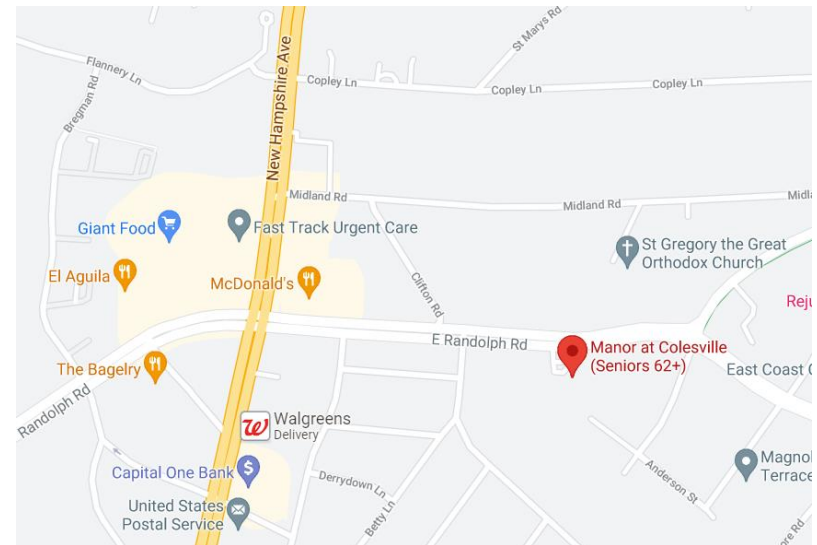 St Marys Rd
Flannery Ln
Copley Ln
Copley Ln
Copley Ln
Bregman Rd
New Hampshire Ave
Midland Rd
Midland Rd
Midla
Giant Food
Fast Track Urgent Care
St Gregory the Great
Orthodox Church
El Aguila
McDonald's
Clifton Rd
Reju
E Randolph Rd
Manor at Colesville
(Seniors 62+)
The Bagelry
East Coast
Randolph Rd
Walgreens
Delivery
Capital One Bank
Derrydown Ln
Anderson St
Magnol
Terrace
United States
Postal Service
Betty Ln
ore Rd